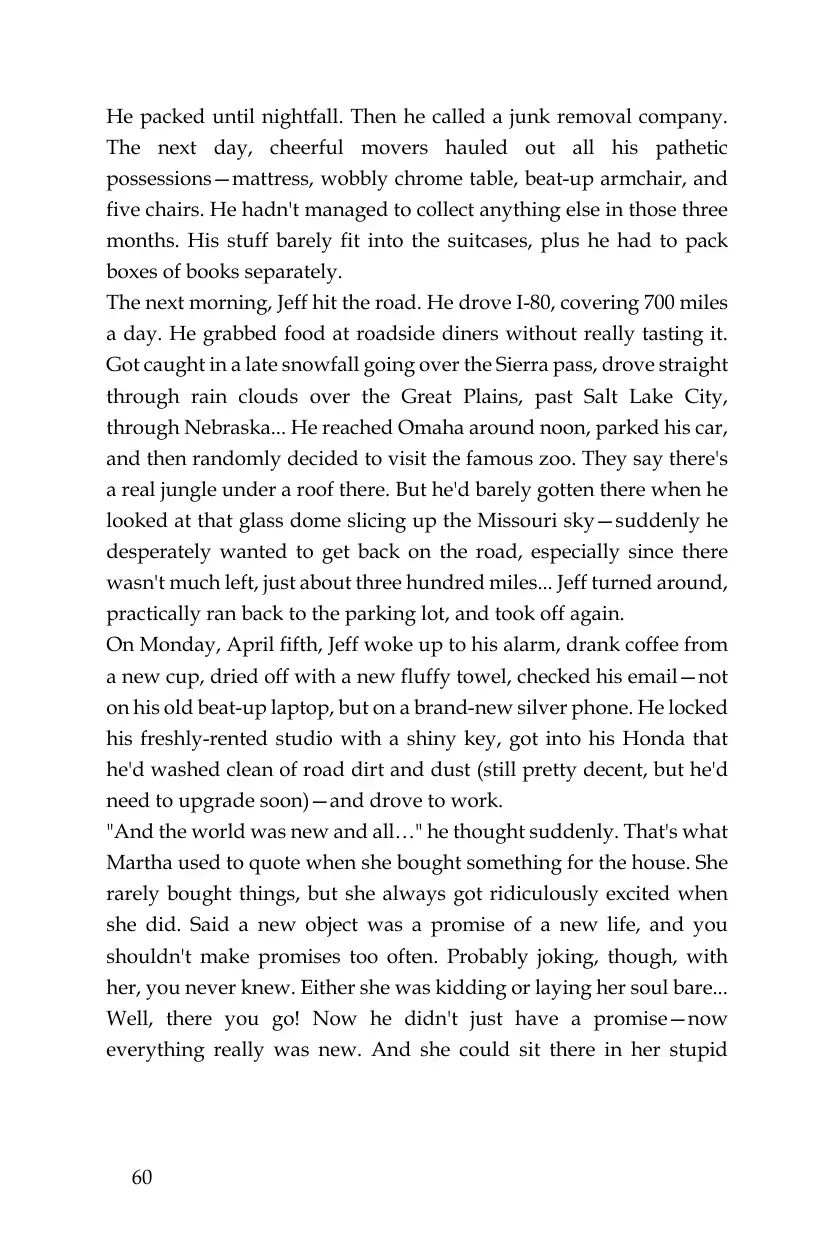 He packed until nightfall. Then he called a junk removal company.
The next day, cheerful movers hauled out all his pathetic
possessions—mattress, wobbly chrome table, beat-up armchair, and
five chairs. He hadn't managed to collect anything else in those three
months. His stuff barely fit into the suitcases, plus he had to pack
boxes of books separately.
The next morning, Jeff hit the road. He drove I-80, covering 700 miles
a day. He grabbed food at roadside diners without really tasting it.
Got caught in a late snowfall going over the Sierra pass, drove straight
through rain clouds over the Great Plains, past Salt Lake City,
through Nebraska... He reached Omaha around noon, parked his car,
and then randomly decided to visit the famous zoo. They say there's
a real jungle under a roof there. But he'd barely gotten there when he
looked at that glass dome slicing up the Missouri sky—suddenly he
desperately wanted to get back on the road, especially since there
wasn't much left, just about three hundred miles... Jeff turned around,
practically ran back to the parking lot, and took off again.
On Monday, April fifth, Jeff woke up to his alarm, drank coffee from
a new cup, dried off with a new fluffy towel, checked his email—not
on his old beat-up laptop, but on a brand-new silver phone. He locked
his freshly-rented studio with a shiny key, got into his Honda that
he'd washed clean of road dirt and dust (still pretty decent, but he'd
need to upgrade soon)—and drove to work.
"And the world was new and all…" he thought suddenly. That's what
Martha used to quote when she bought something for the house. She
rarely bought things, but she always got ridiculously excited when
she did. Said a new object was a promise of a new life, and you
shouldn't make promises too often. Probably joking, though, with
her, you never knew. Either she was kidding or laying her soul bare...
Well, there you go! Now he didn't just have a promise—now
everything really was new. And she could sit there in her stupid
60